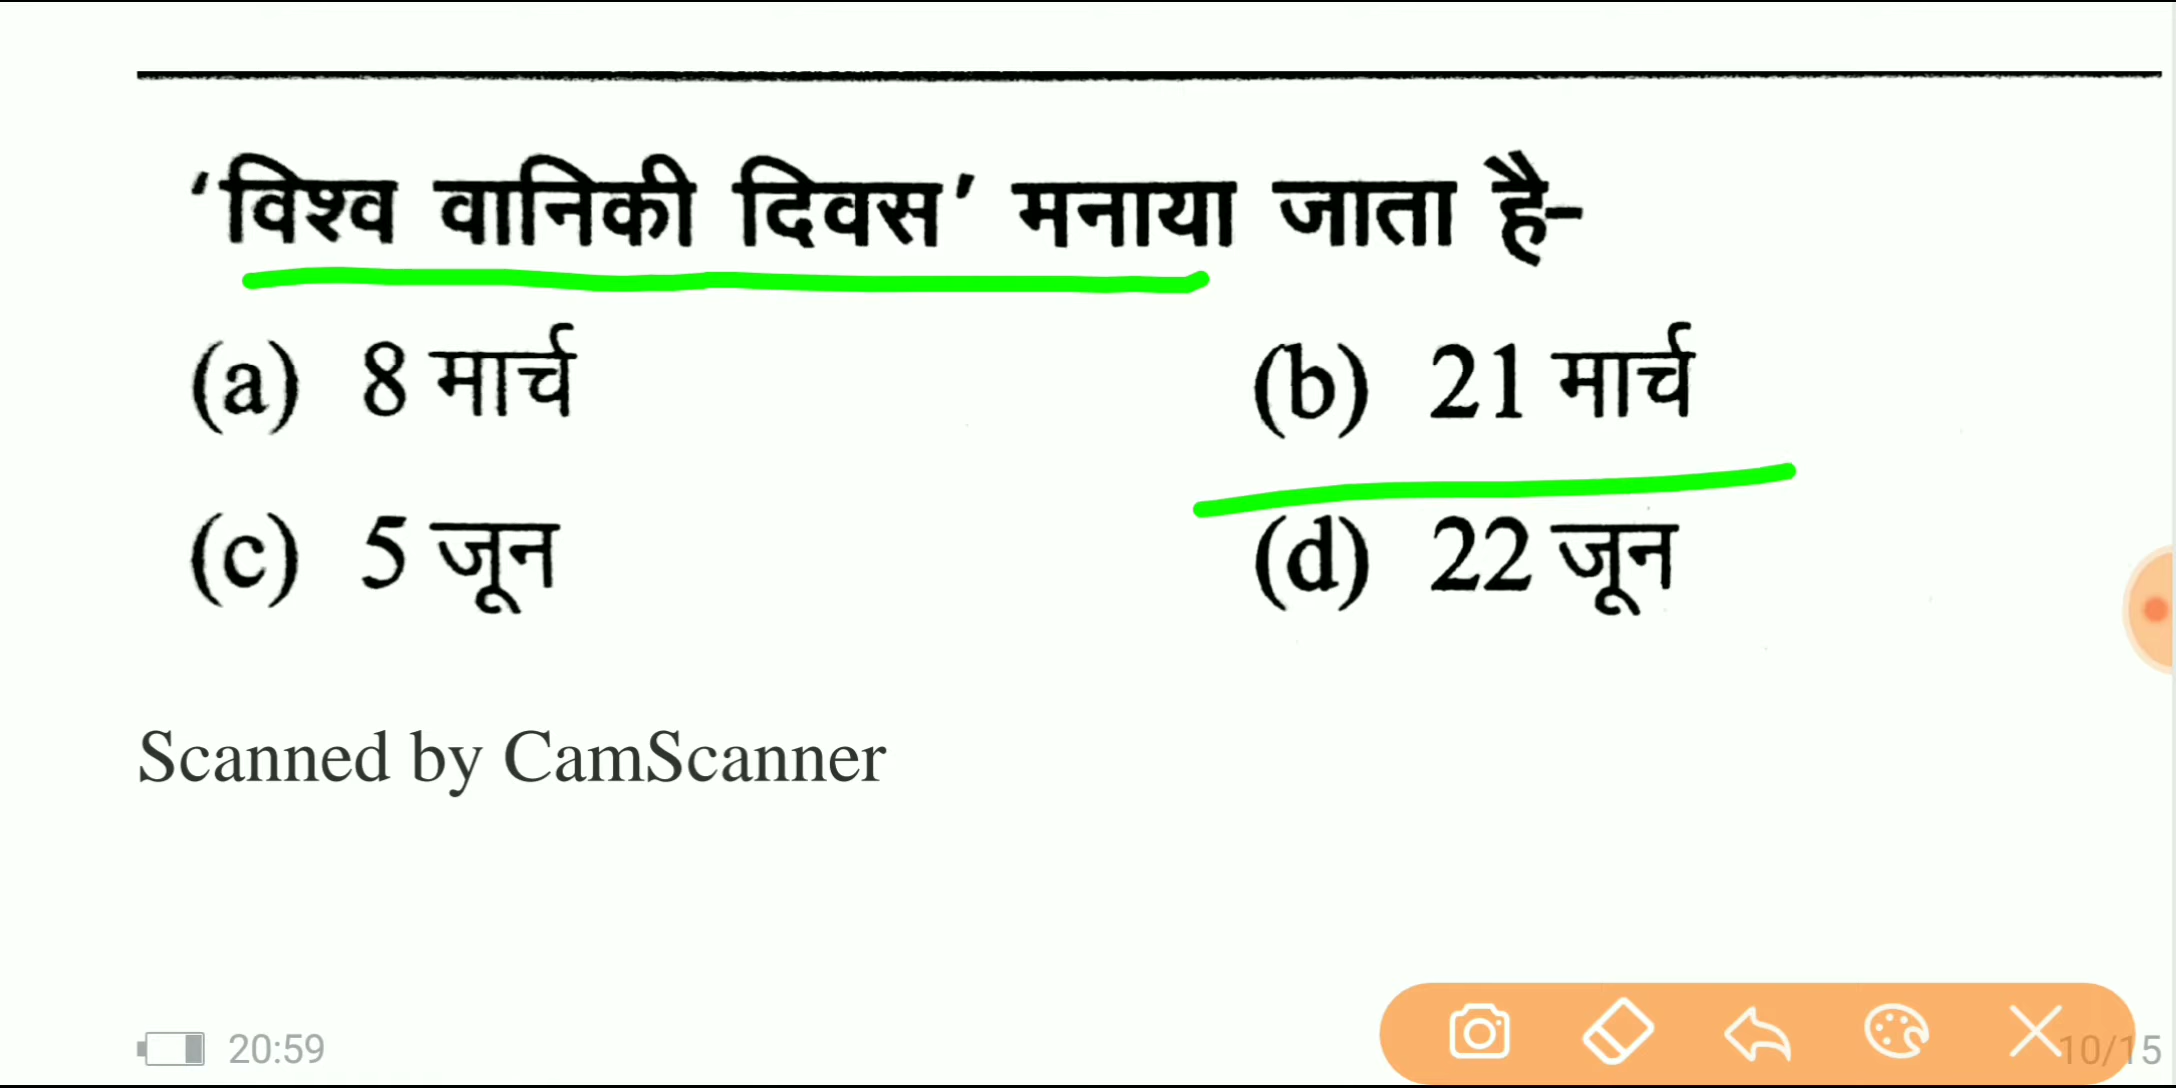 ‘विश्व वानिकी दिवस’ मनाया जाता है-
(a) 8 मार्च (b) 21 मार्च
(c) 5 जून (d) 22 जून
Scanned by CamScanner
20:59 10/15